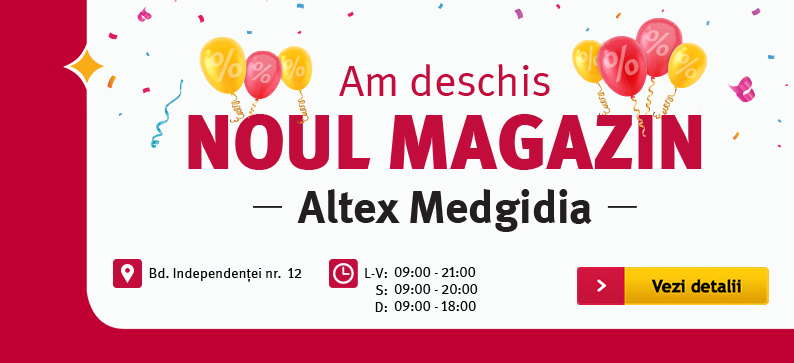 Am deschis
NOUL MAGAZIN
— Altex Medgidia —
Bd. Independenței nr. 12
L-V: 09:00 - 21:00
S: 09:00 - 20:00
D: 09:00 - 18:00
> Vezi detalii
% % %
% % % %